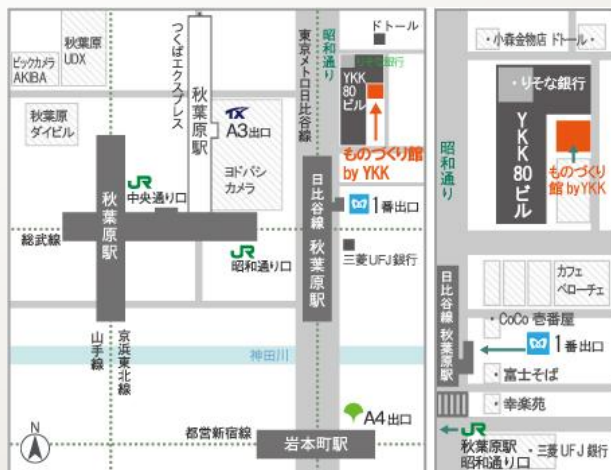 ドトール
秋葉原
UDX
ビックカメラ
AKIBA
つくばエクスプレス
秋葉原駅
東京メトロ日比谷線
昭和通り
りそな銀行
YKK
80
ビル
秋葉原
ダイビル
TX
A3出口
ヨドバシ
カメラ
ものづくり館
by YKK
JR
中央通り口
秋葉原駅
日比谷線 秋葉原駅
1番出口
総武線
JR
昭和通り口
三菱UFJ銀行
山手線
京浜東北線
神田川
N
A4出口
都営新宿線
岩本町駅
・小森金物店
ドトール・
・りそな銀行
YKK80ビル
昭和通り
ものづくり
館 by YKK
カフェ
ベローチェ
日比谷線 秋葉原駅
・CoCo壱番屋
1番出口
・富士そば
・幸楽苑
JR
秋葉原駅
昭和通り口
・三菱UFJ銀行